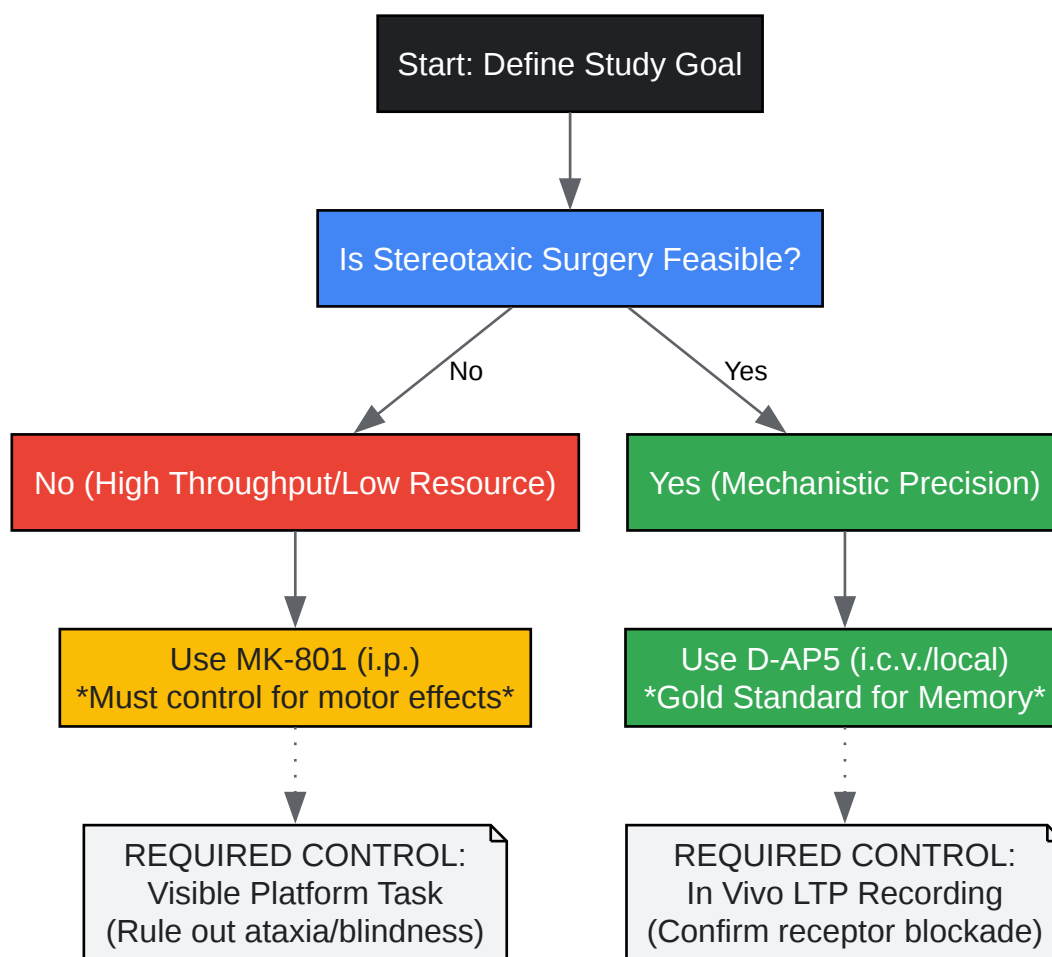 Start: Define Study Goal
Is Stereotaxic Surgery Feasible?
No
Yes
No (High Throughput/Low Resource)
Yes (Mechanistic Precision)
Use MK-801 (i.p.)
*Must control for motor effects*
Use D-AP5 (i.c.v./local)
*Gold Standard for Memory*
REQUIRED CONTROL:
Visible Platform Task
(Rule out ataxia/blindness)
REQUIRED CONTROL:
In Vivo LTP Recording
(Confirm receptor blockade)